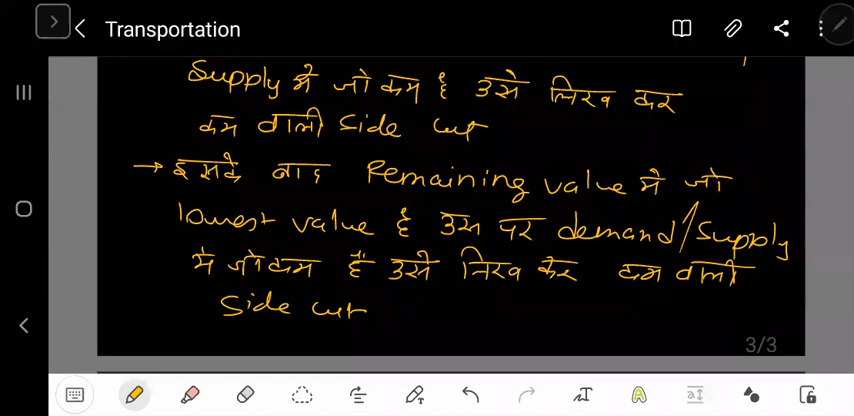 Transportation
Supply में जो कम है उसे लिख कर
कम वाली side cut
→ इसके बाद Remaining value में जो
lowest value है उस पर demand/supply
में जो कम है उसे लिख कर कम वाली
side cut
3/3